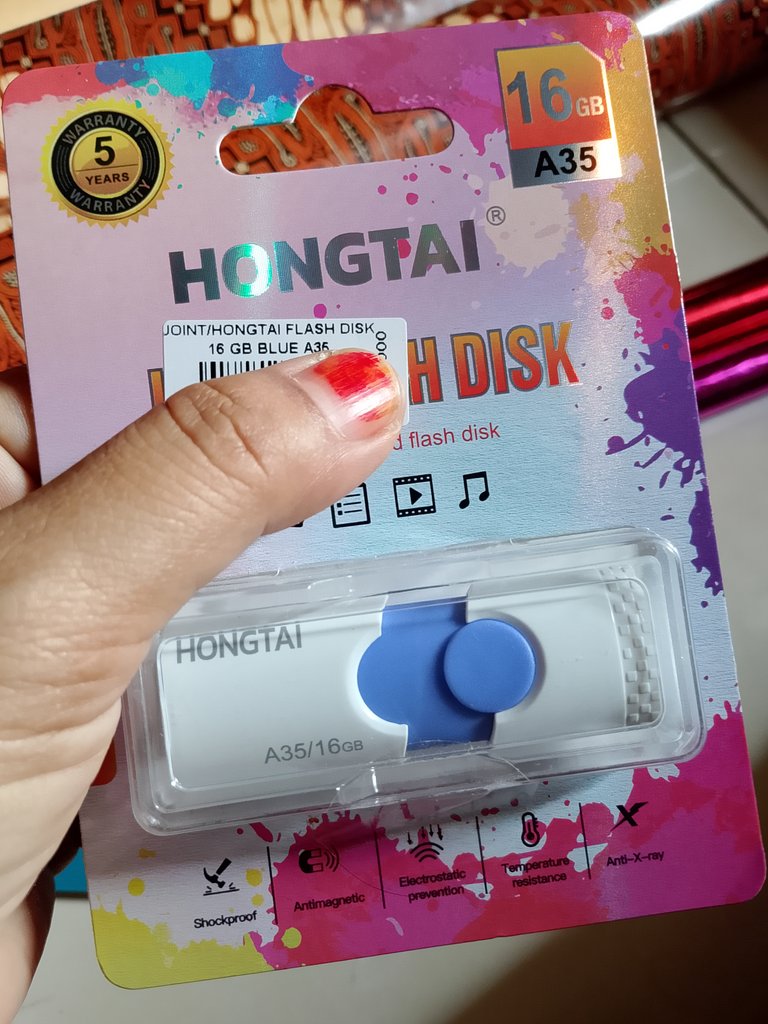 WARRANTY
5
YEARS
WARRANTY
16GB
A35
HONGTAI®
JOINT/HONGTAI FLASH DISK
16 GB BLUE A35
000
H DISK
flash disk
HONGTAI
A35/16GB
Shockproof
Antimagnetic
Electrostatic
prevention
Temperature
resistance
Anti-X-ray